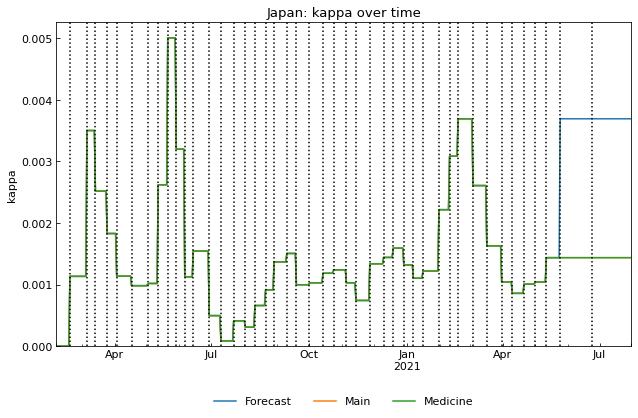 Japan: kappa over time
0.005
0.004
0.003
0.002
0.001
0.000
kappa
Apr Jul Oct Jan Apr Jul
2021
Forecast Main Medicine